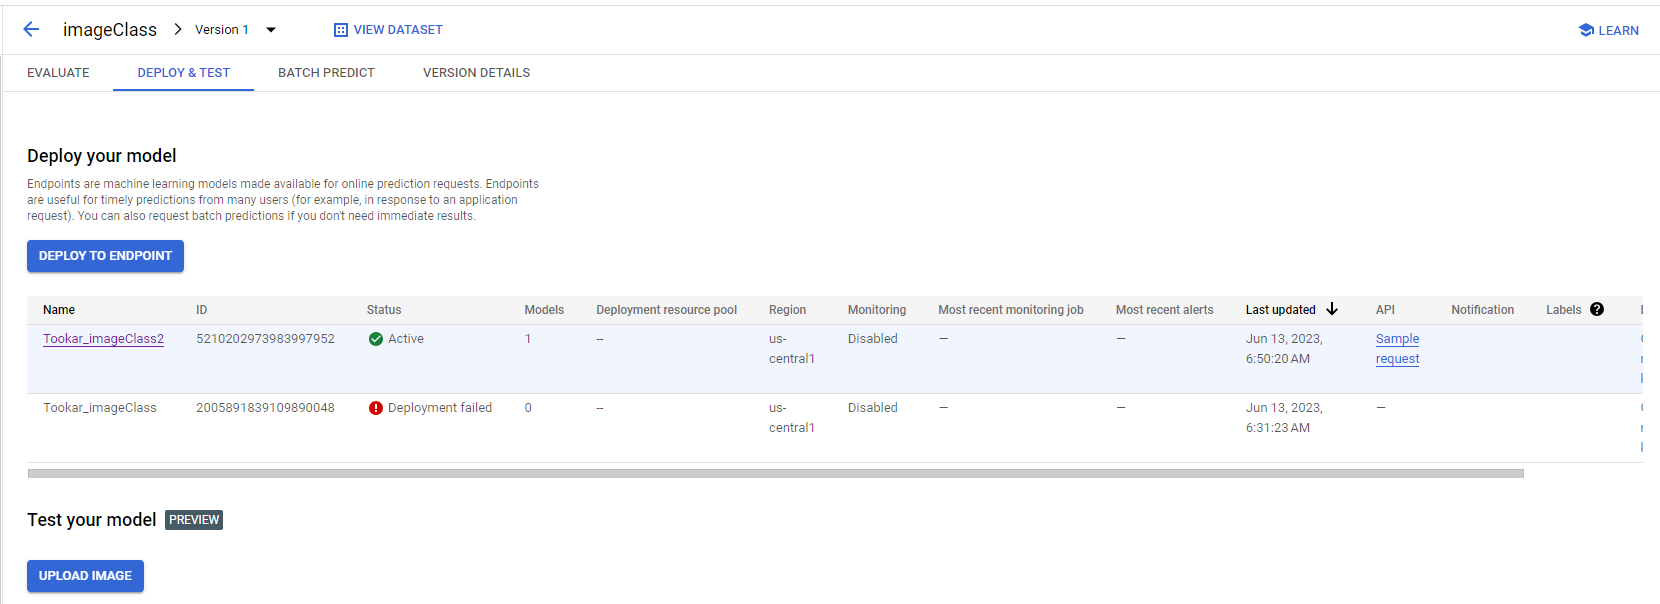 imageClass
Version 1
VIEW DATASET
LEARN
EVALUATE
DEPLOY & TEST
BATCH PREDICT
VERSION DETAILS
Deploy your model
Endpoints are machine learning models made available for online prediction requests. Endpoints
are useful for timely predictions from many users (for example, in response to an application
request). You can also request batch predictions if you don't need immediate results.
DEPLOY TO ENDPOINT
Name ID Status Models Deployment resource pool Region Monitoring Most recent monitoring job Most recent alerts Last updated API Notification Labels ?
Tookar_imageClass2 5210202973983997952 Active 1 -- us- Disabled — — Jun 13, 2023, Sample
central1 6:50:20 AM request
Tookar_imageClass 2005891839109890048 Deployment failed 0 -- us- Disabled — — Jun 13, 2023, —
central1 6:31:23 AM
Test your model PREVIEW
UPLOAD IMAGE